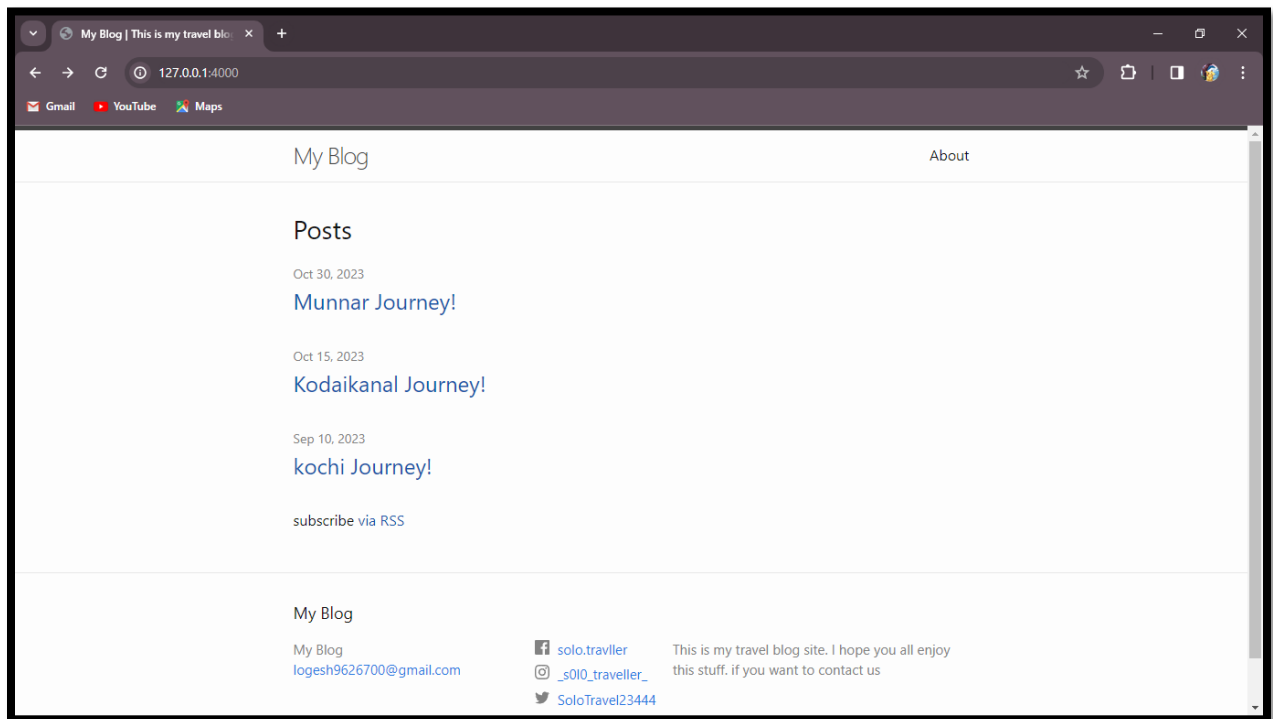 My Blog | This is my travel blo
127.0.0.1:4000
Gmail YouTube Maps
My Blog About
Posts
Oct 30, 2023
Munnar Journey!
Oct 15, 2023
Kodaikanal Journey!
Sep 10, 2023
kochi Journey!
subscribe via RSS
My Blog
My Blog
logesh9626700@gmail.com
solo.travller
_s0l0_traveller_
SoloTravel23444
This is my travel blog site. I hope you all enjoy
this stuff. if you want to contact us